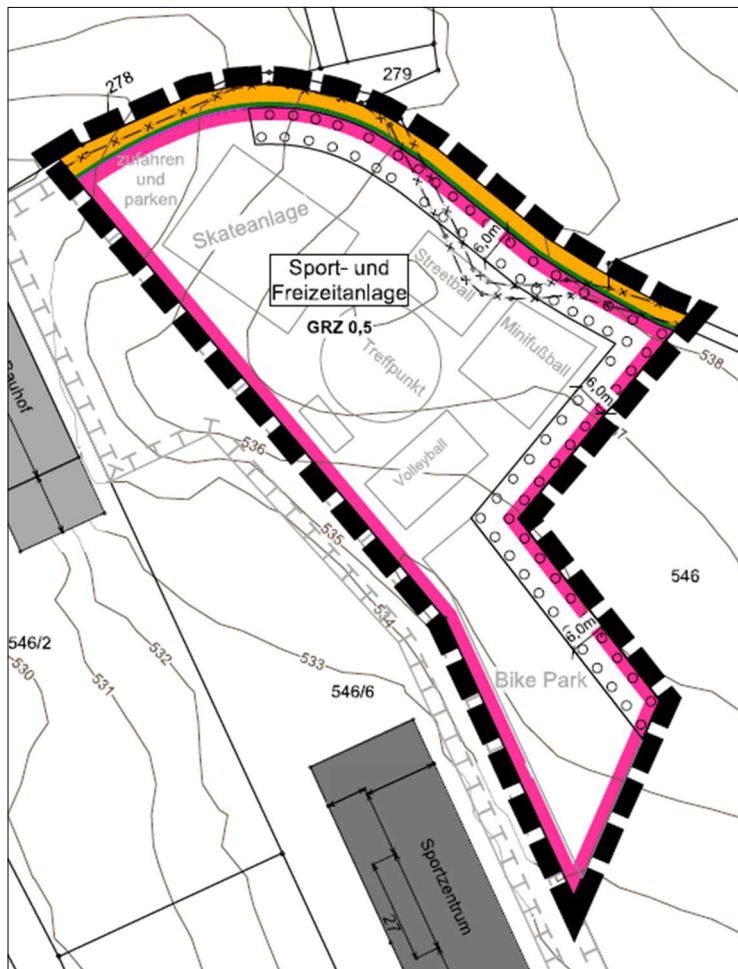 278
279
zufahren
und
parken
Skateanlage
6,0m
Sport- und
Freizeitanlage
Streetball
GRZ 0,5
Minifußball
538
Treffpunkt
6,0m
Bauhof
536
Volleyball
535
546
534
6,0m
546/2
532
533
530
531
546/6
Bike Park
Sportzentrum
27